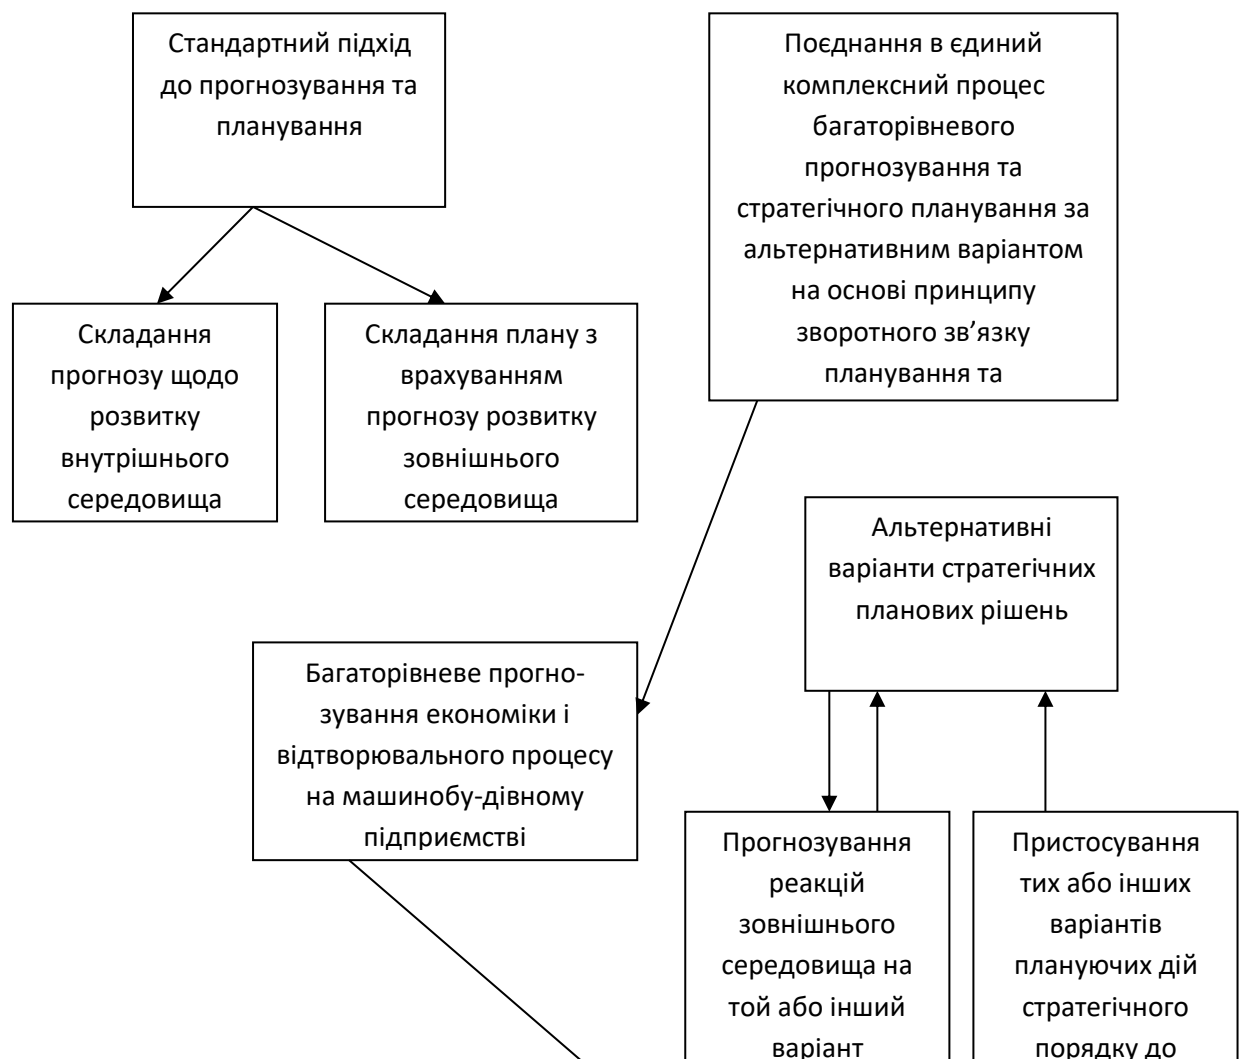 Стандартний підхід
до прогнозування та
планування
Поєднання в єдиний
комплексний процес
багаторівневого
прогнозування та
стратегічного планування за
альтернативним варіантом
на основі принципу
зворотного зв’язку
планування та
Складання
прогнозу щодо
розвитку
внутрішнього
середовища
Складання плану з
врахуванням
прогнозу розвитку
зовнішнього
середовища
Альтернативні
варіанти стратегічних
планових рішень
Багаторівневе прогно-
зування економіки і
відтворювального процесу
на машинобу-дівному
підприємстві
Прогнозування
реакцій
зовнішнього
середовища на
той або інший
варіант
Пристосування
тих або інших
варіантів
плануючих дій
стратегічного
порядку до